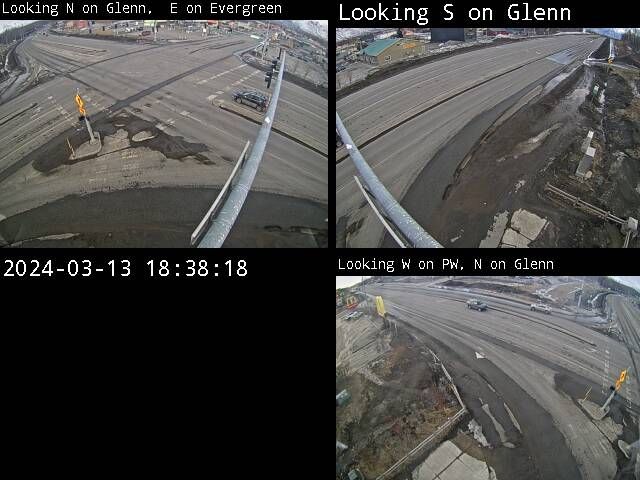 Looking N on Glenn,  E on Evergreen
Looking S on Glenn
2024-03-13 18:38:18
Looking W on PW, N on Glenn